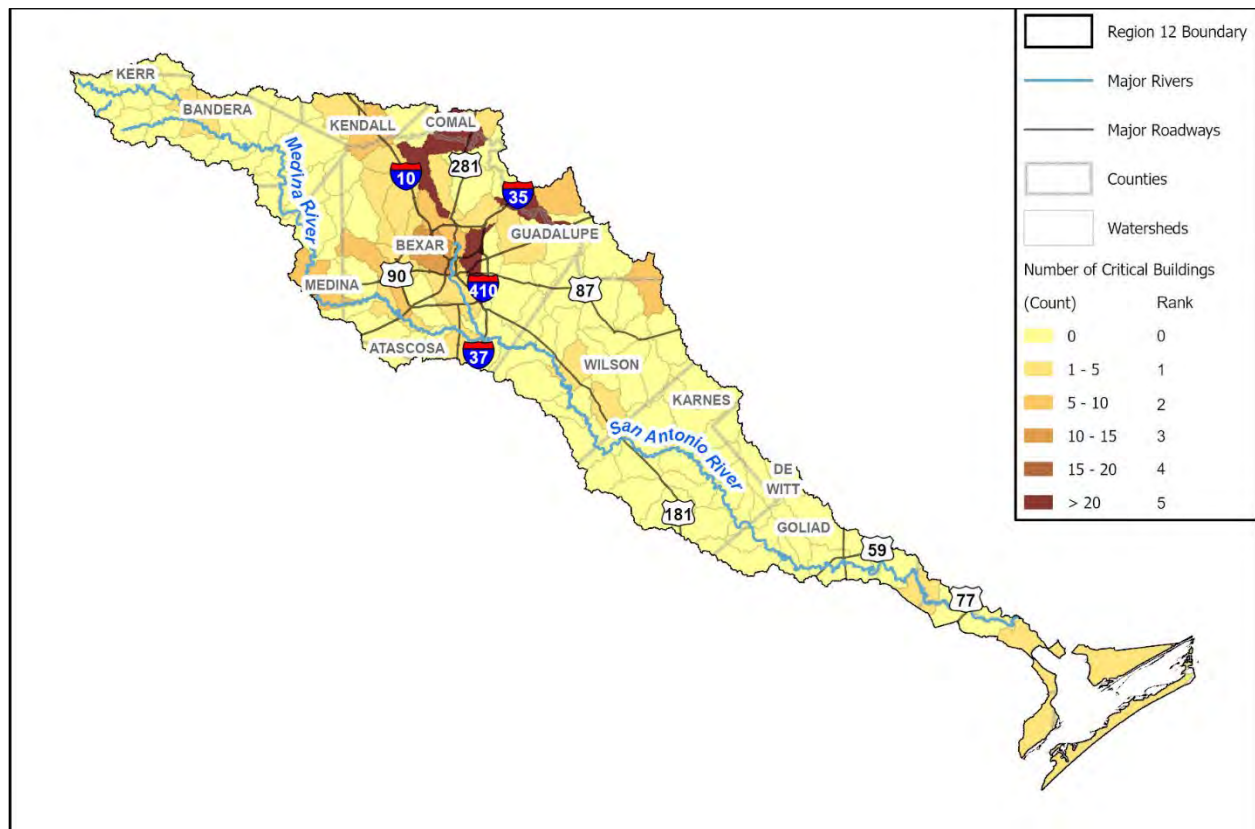 KERR
BANDERA
KENDALL
COMAL
Medina River
10
281
35
BEXAR
GUADALUPE
90
MEDINA
410
87
ATASCOSA
37
WILSON
KARNES
San Antonio River
DE
WITT
181
GOLIAD
59
77
Region 12 Boundary
Major Rivers
Major Roadways
Counties
Watersheds
Number of Critical Buildings
(Count) Rank
0 0
1 - 5 1
5 - 10 2
10 - 15 3
15 - 20 4
> 20 5